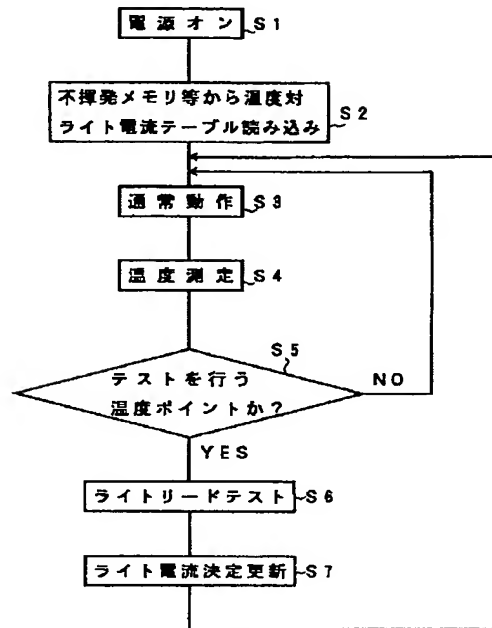 電源オン S1
不揮発メモリ等から温度対
ライト電流テーブル読み込み S2
通常動作 S3
温度測定 S4
S5
テストを行う
温度ポイントか？ NO
YES
ライトリードテスト S6
ライト電流決定更新 S7